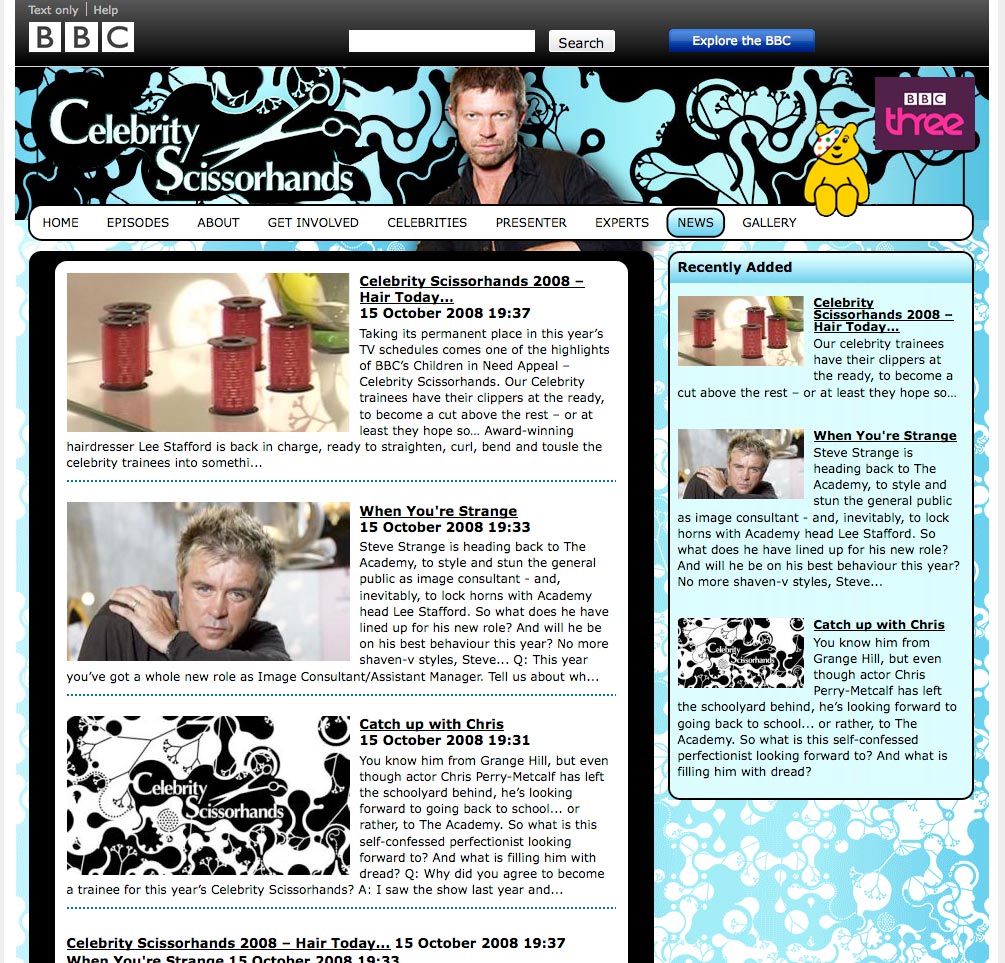 Text only | Help
BBC
Search
Explore the BBC
Celebrity
Scissorhands
BBC
three
HOME
EPISODES
ABOUT
GET INVOLVED
CELEBRITIES
PRESENTER
EXPERTS
NEWS
GALLERY
Celebrity Scissorhands 2008 –
Hair Today...
15 October 2008 19:37
Taking its permanent place in this year’s
TV schedules comes one of the highlights
of BBC’s Children in Need Appeal –
Celebrity Scissorhands. Our Celebrity
trainees have their clippers at the ready,
to become a cut above the rest – or at
least they hope so... Award-winning
hairdresser Lee Stafford is back in charge, ready to straighten, curl, bend and tousle the
celebrity trainees into somethi...
When You're Strange
15 October 2008 19:33
Steve Strange is heading back to The
Academy, to style and stun the general
public as image consultant - and,
inevitably, to lock horns with Academy
head Lee Stafford. So what does he have
lined up for his new role? And will he be
on his best behaviour this year? No more
shaven-v styles, Steve... Q: This year
you’ve got a whole new role as Image Consultant/Assistant Manager. Tell us about wh...
Catch up with Chris
15 October 2008 19:31
Celebrity
Scissorhands
You know him from Grange Hill, but even
though actor Chris Perry-Metcalf has left
the schoolyard behind, he’s looking
forward to going back to school... or
rather, to The Academy. So what is this
self-confessed perfectionist looking
forward to? And what is filling him with
dread? Q: Why did you agree to become
a trainee for this year’s Celebrity Scissorhands? A: I saw the show last year and...
Celebrity Scissorhands 2008 – Hair Today... 15 October 2008 19:37
When You're Strange 15 October 2008 19:33
Recently Added
Celebrity
Scissorhands 2008 –
Hair Today...
Our celebrity trainees
have their clippers at
the ready, to become a
cut above the rest – or at least they hope so...
When You're Strange
Steve Strange is
heading back to The
Academy, to style and
stun the general public
as image consultant - and, inevitably, to lock
horns with Academy head Lee Stafford. So
what does he have lined up for his new role?
And will he be on his best behaviour this year?
No more shaven-v styles, Steve...
Catch up with Chris
Celebrity
Scissorhands
You know him from
Grange Hill, but even
though actor Chris
Perry-Metcalf has left
the schoolyard behind, he’s looking forward to
going back to school... or rather, to The
Academy. So what is this self-confessed
perfectionist looking forward to? And what is
filling him with dread?